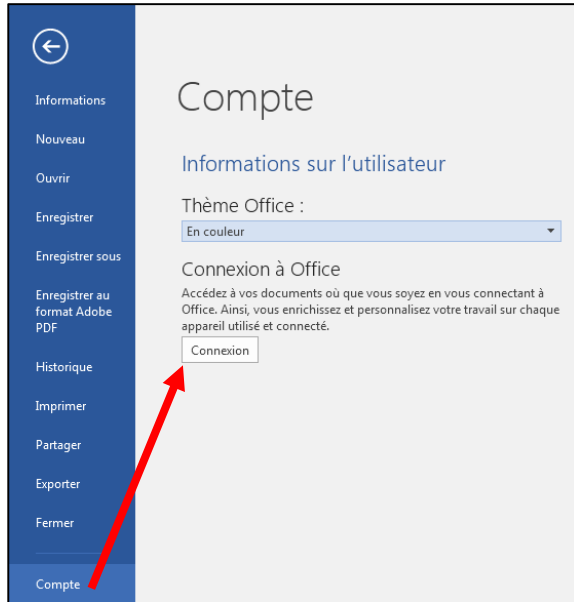 Informations
Nouveau
Ouvrir
Enregistrer
Enregistrer sous
Enregistrer au
format Adobe
PDF
Historique
Imprimer
Partager
Exporter
Fermer
Compte
Compte
Informations sur l'utilisateur
Thème Office :
En couleur
Connexion à Office
Accédez à vos documents où que vous soyez en vous connectant à
Office. Ainsi, vous enrichissez et personnalisez votre travail sur chaque
appareil utilisé et connecté.
Connexion